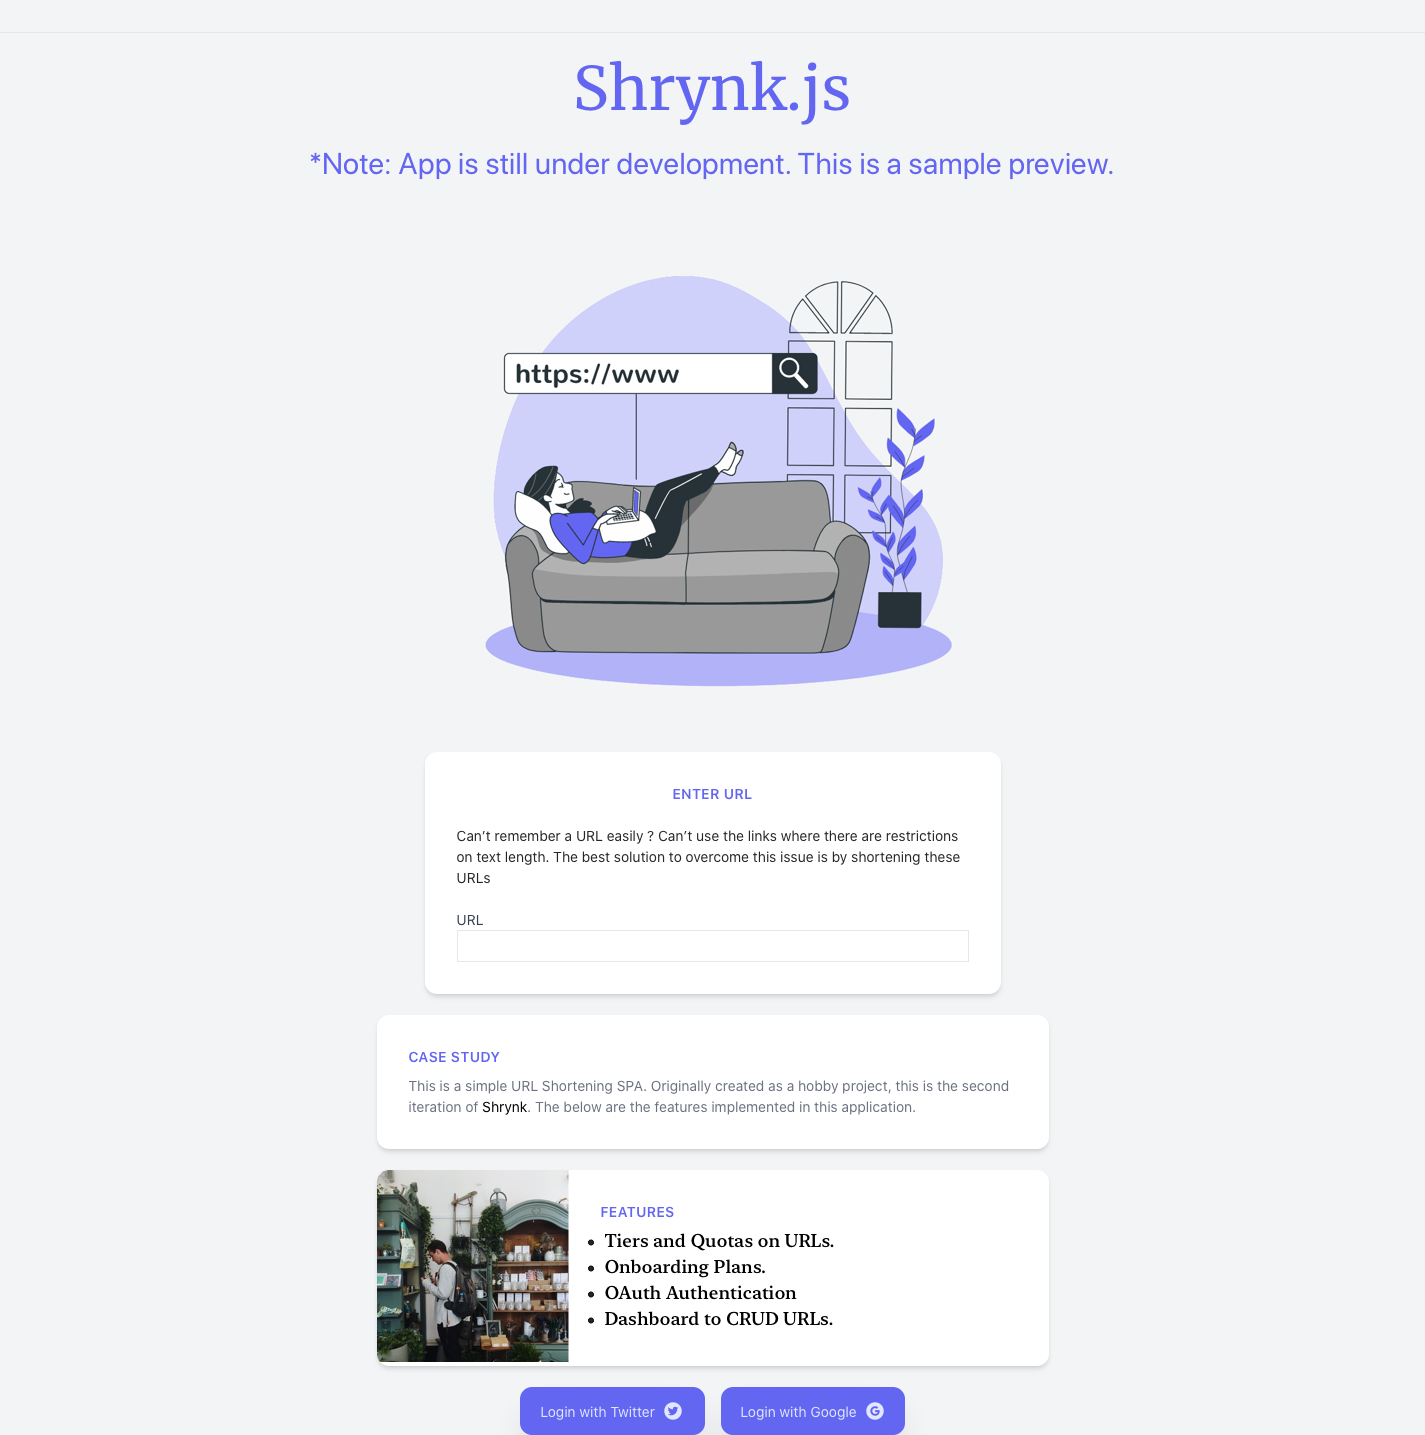 Shrynk.js
*Note: App is still under development. This is a sample preview.
https://www
ENTER URL
Can't remember a URL easily ? Can't use the links where there are restrictions
on text length. The best solution to overcome this issue is by shortening these
URLs
URL
CASE STUDY
This is a simple URL Shortening SPA. Originally created as a hobby project, this is the second
iteration of Shrynk. The below are the features implemented in this application.
FEATURES
• Tiers and Quotas on URLs.
• Onboarding Plans.
• OAuth Authentication
• Dashboard to CRUD URLs.
Login with Twitter
Login with Google